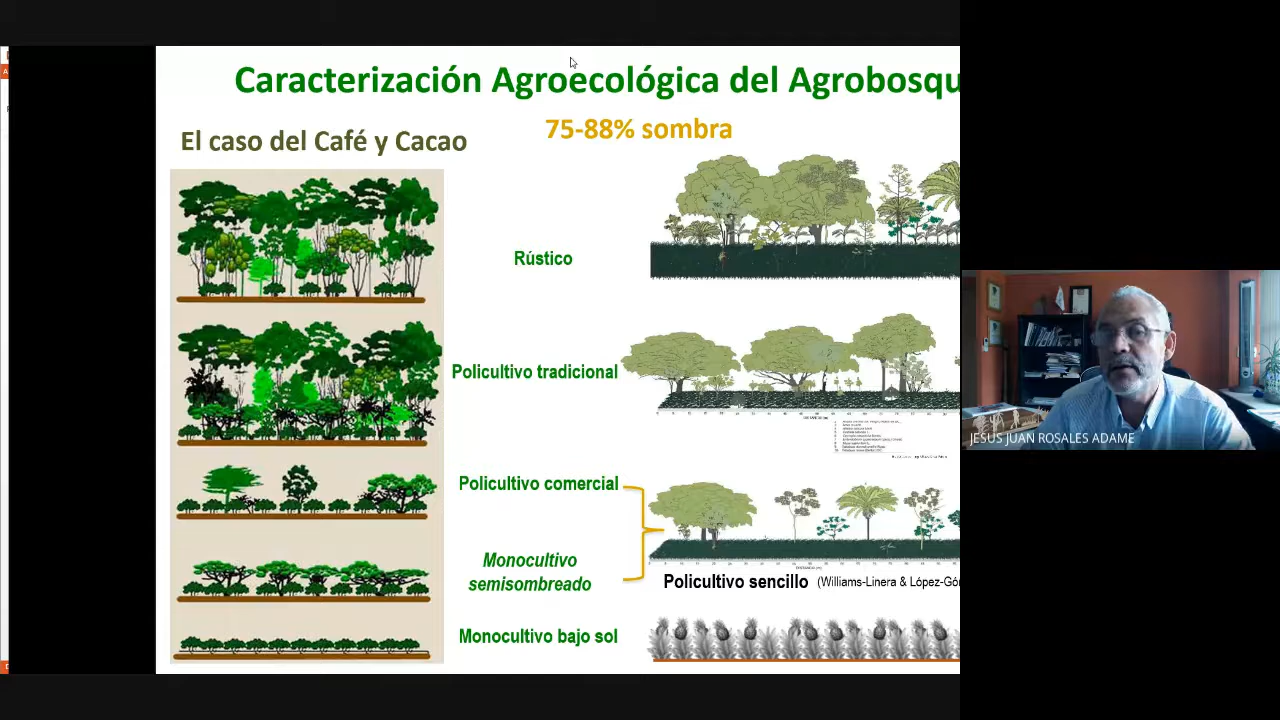 Caracterización Agroecológica del Agrobosqu
75-88% sombra
El caso del Café y Cacao
Rústico
Policultivo tradicional
Policultivo comercial
Monocultivo
semisombreado
Policultivo sencillo (Williams-Linera & López-Gó
Monocultivo bajo sol
JESUS JUAN ROSALES ADAME